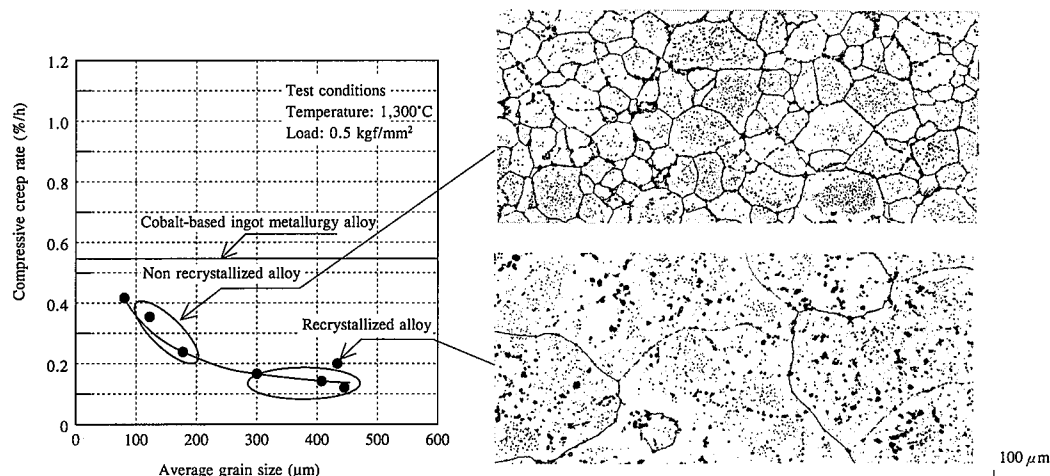 1.2
1.0
0.8
0.6
0.4
0.2
0
0
100
200
300
400
500
600
Compressive creep rate (%/h)
Average grain size (μm)
Test conditions
Temperature: 1,300°C
Load: 0.5 kgf/mm²
Cobalt-based ingot metallurgy alloy
Non recrystallized alloy
Recrystallized alloy
100 μm